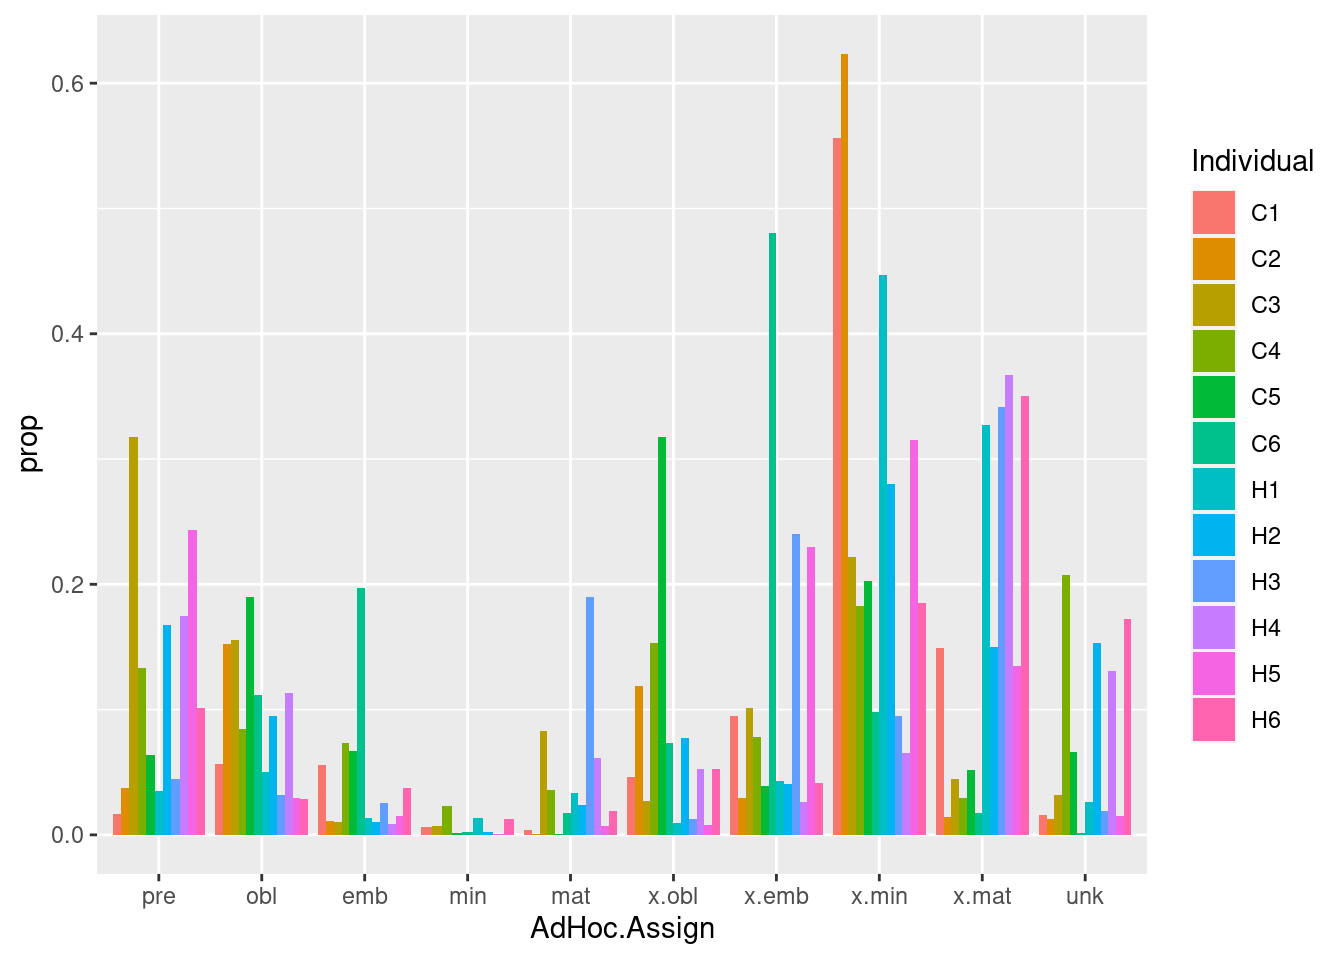 0.6
0.4
0.2
0.0
prop
pre obl emb min mat x.obl x.emb x.min x.mat unk
AdHoc.Assign
Individual
C1
C2
C3
C4
C5
C6
H1
H2
H3
H4
H5
H6